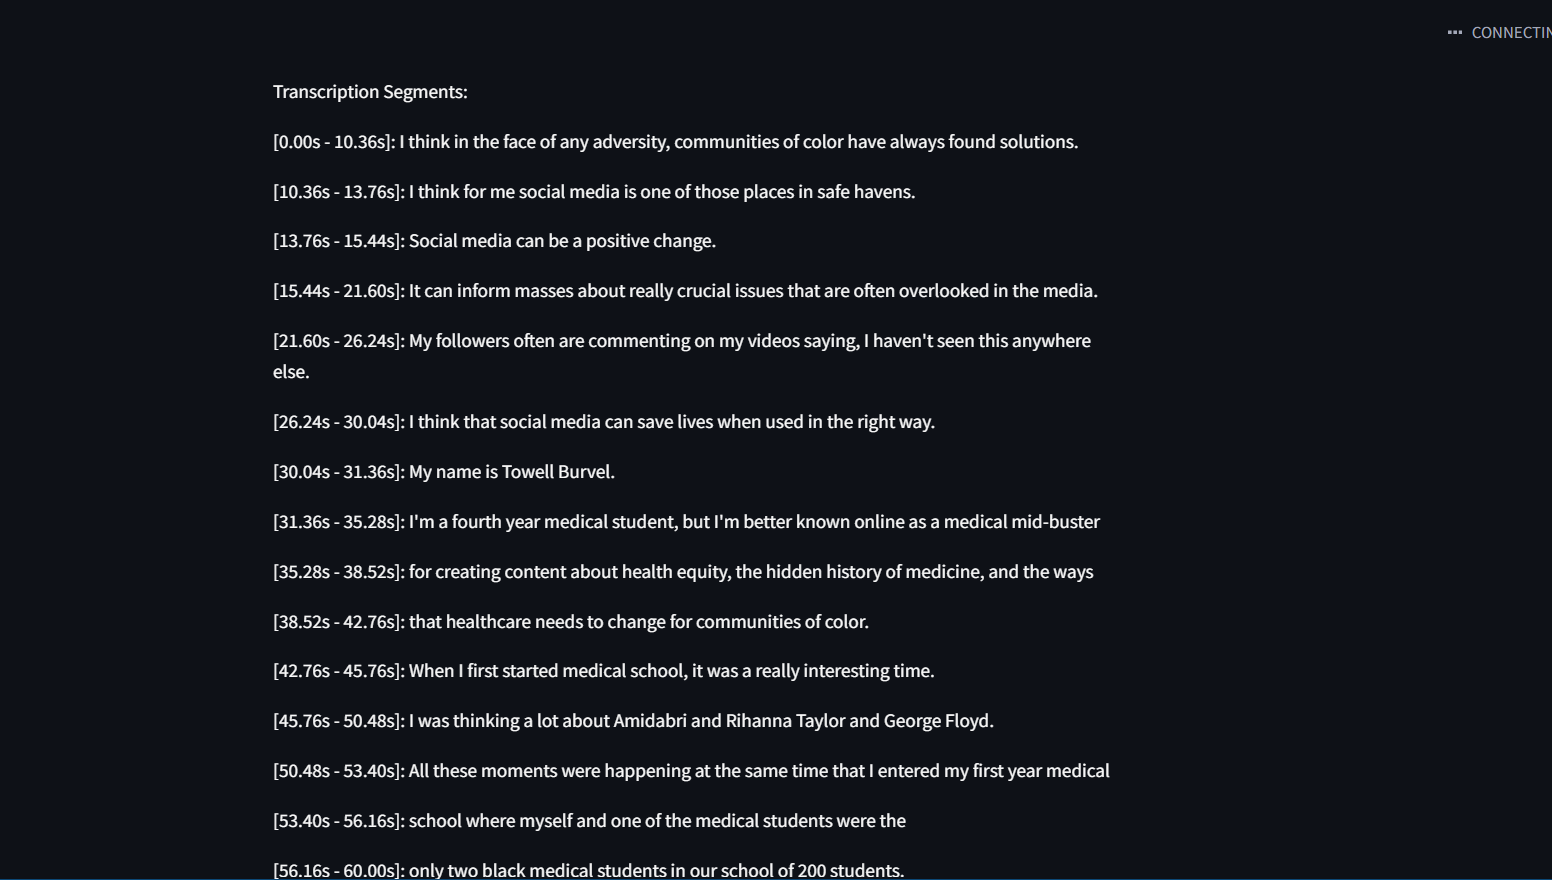 CONNECTIN
Transcription Segments:
[0.00s - 10.36s]: I think in the face of any adversity, communities of color have always found solutions.
[10.36s - 13.76s]: I think for me social media is one of those places in safe havens.
[13.76s - 15.44s]: Social media can be a positive change.
[15.44s - 21.60s]: It can inform masses about really crucial issues that are often overlooked in the media.
[21.60s - 26.24s]: My followers often are commenting on my videos saying, I haven't seen this anywhere
else.
[26.24s - 30.04s]: I think that social media can save lives when used in the right way.
[30.04s - 31.36s]: My name is Towell Burvel.
[31.36s - 35.28s]: I'm a fourth year medical student, but I'm better known online as a medical mid-buster
[35.28s - 38.52s]: for creating content about health equity, the hidden history of medicine, and the ways
[38.52s - 42.76s]: that healthcare needs to change for communities of color.
[42.76s - 45.76s]: When I first started medical school, it was a really interesting time.
[45.76s - 50.48s]: I was thinking a lot about Amidabri and Rihanna Taylor and George Floyd.
[50.48s - 53.40s]: All these moments were happening at the same time that I entered my first year medical
[53.40s - 56.16s]: school where myself and one of the medical students were the
[56.16s - 60.00s]: only two black medical students in our school of 200 students.